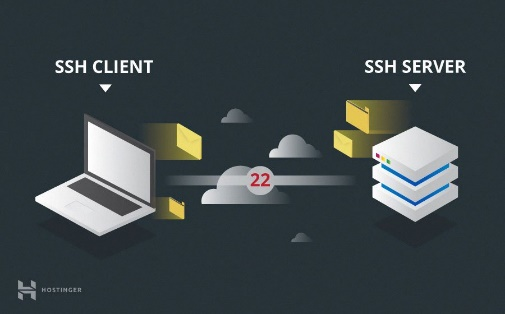 SSH CLIENT
SSH SERVER
22
HOSTINGER